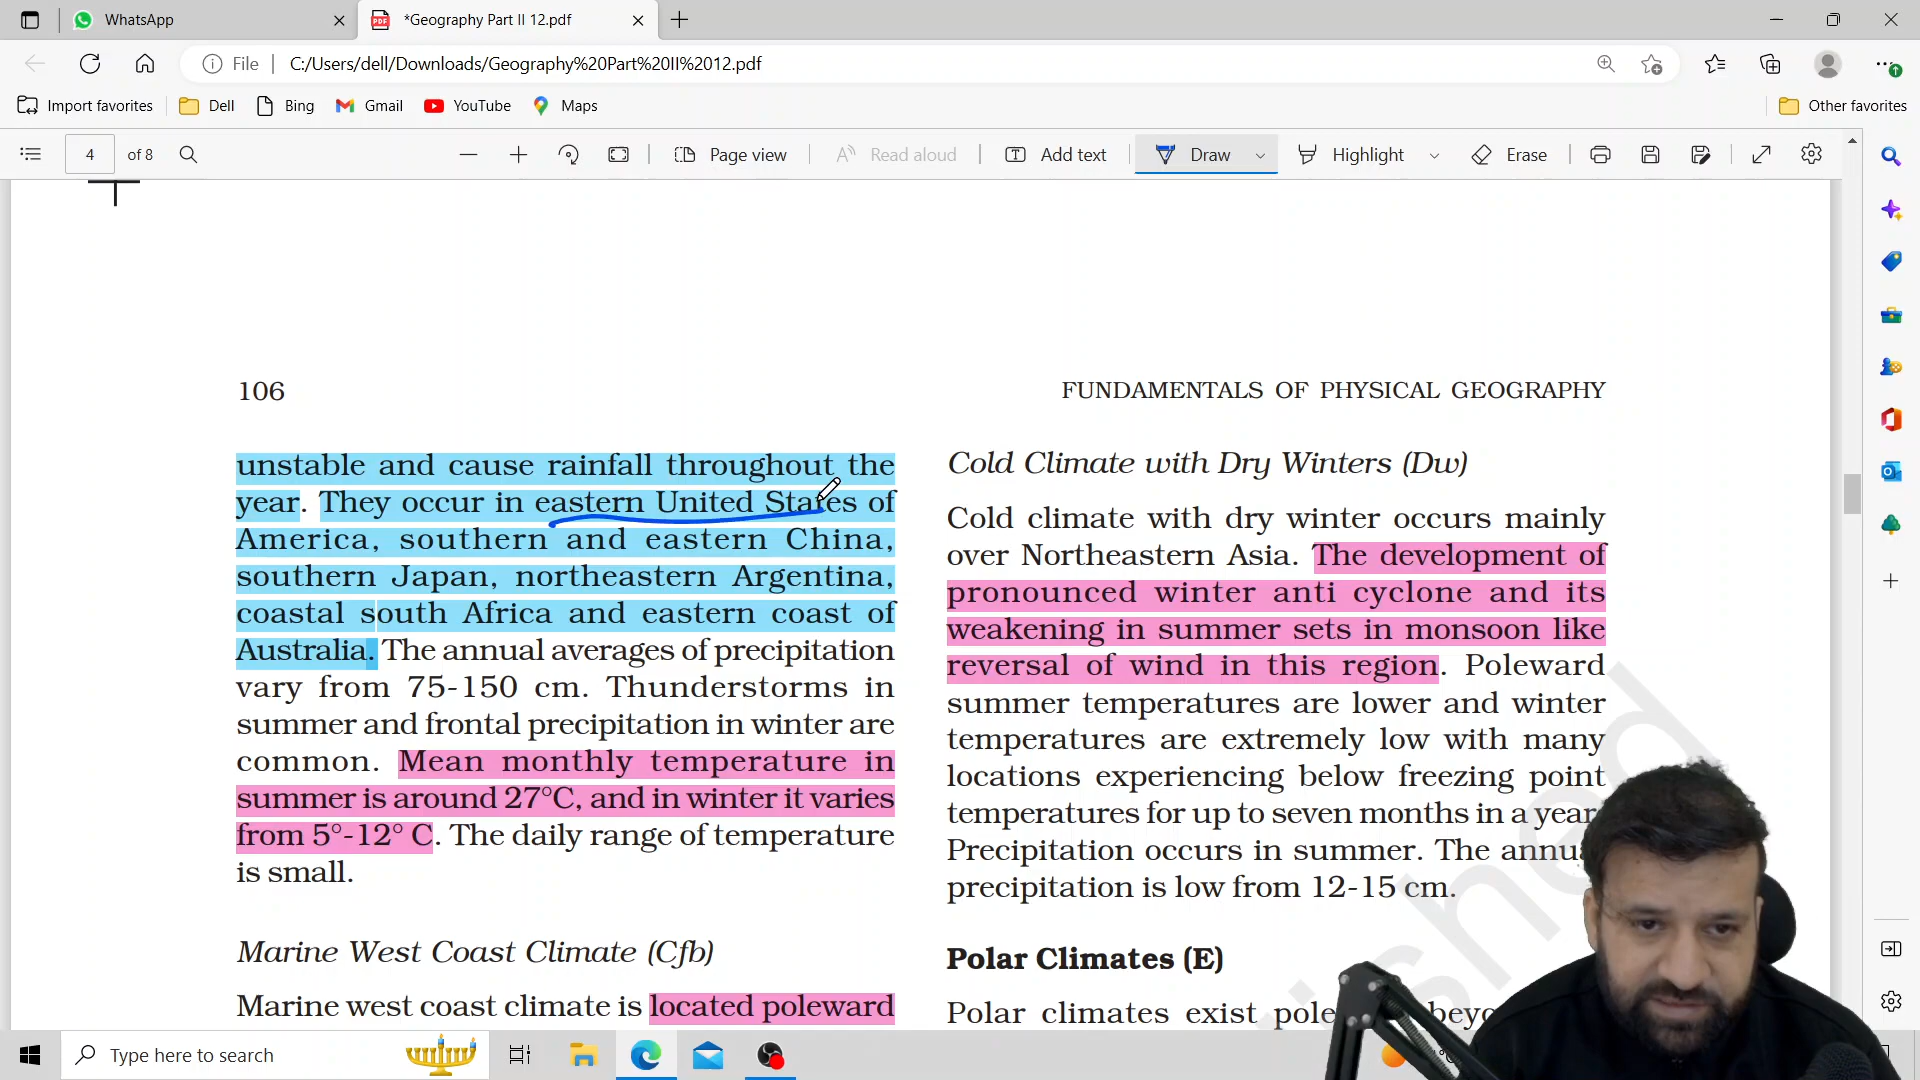 WhatsApp
*Geography Part II 12.pdf
File
C:/Users/dell/Downloads/Geography%20Part%20II%2012.pdf
Import favorites
Dell
Bing
Gmail
YouTube
Maps
Other favorites
4 of 8
Page view
Read aloud
Add text
Draw
Highlight
Erase
106
FUNDAMENTALS OF PHYSICAL GEOGRAPHY
unstable and cause rainfall throughout the
year. They occur in eastern United States of
America, southern and eastern China,
southern Japan, northeastern Argentina,
coastal south Africa and eastern coast of
Australia. The annual averages of precipitation
vary from 75-150 cm. Thunderstorms in
summer and frontal precipitation in winter are
common. Mean monthly temperature in
summer is around 27°C, and in winter it varies
from 5°-12° C. The daily range of temperature
is small.
Marine West Coast Climate (Cfb)
Marine west coast climate is located poleward
Cold Climate with Dry Winters (Dw)
Cold climate with dry winter occurs mainly
over Northeastern Asia. The development of
pronounced winter anti cyclone and its
weakening in summer sets in monsoon like
reversal of wind in this region. Poleward
summer temperatures are lower and winter
temperatures are extremely low with many
locations experiencing below freezing point
temperatures for up to seven months in a year.
Precipitation occurs in summer. The annual
precipitation is low from 12-15 cm.
Polar Climates (E)
Polar climates exist
Type here to search